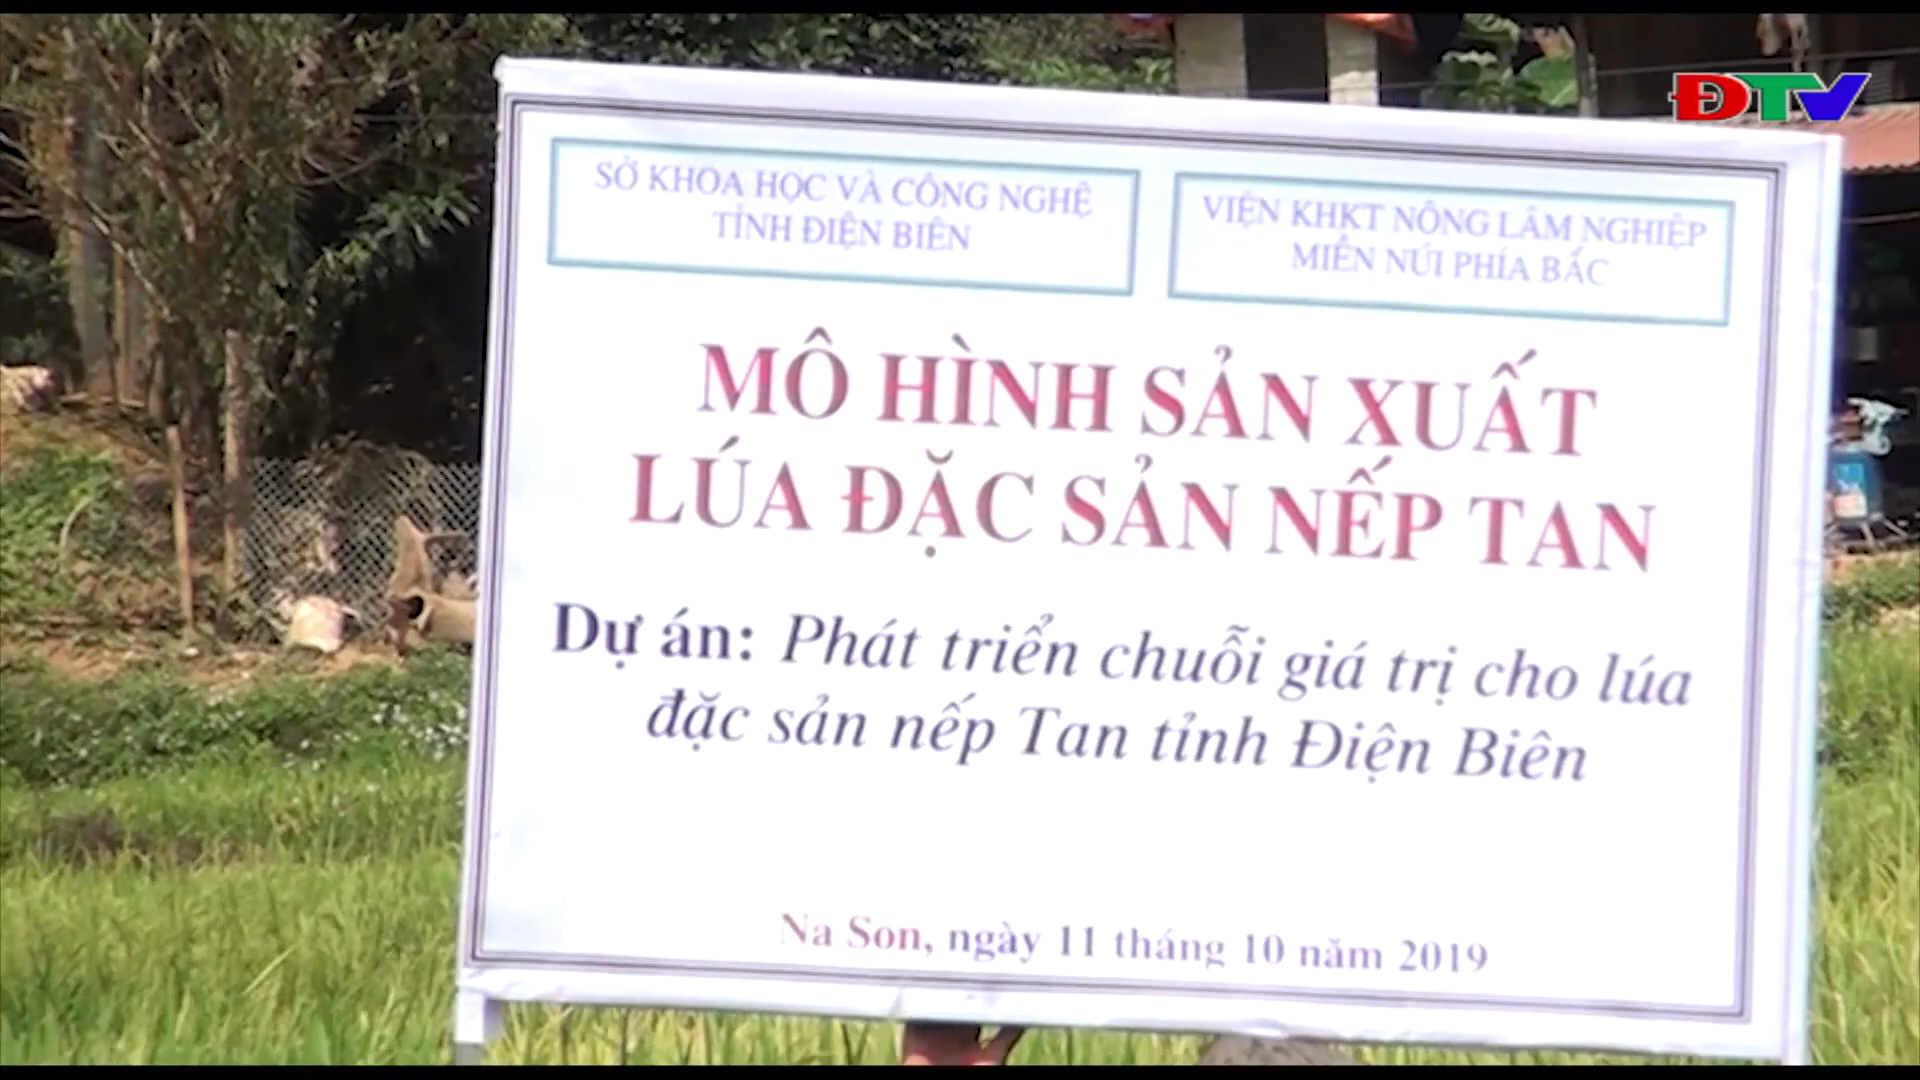 ĐTV
SỞ KHOA HỌC VÀ CÔNG NGHỆ
TỈNH ĐIỆN BIÊN
VIỆN KHKT NÔNG LÂM NGHIỆP
MIỀN NÚI PHÍA BẮC
MÔ HÌNH SẢN XUẤT
LÚA ĐẶC SẢN NẾP TAN
Dự án: Phát triển chuỗi giá trị cho lúa
đặc sản nếp Tan tỉnh Điện Biên
Na Son, ngày 11 tháng 10 năm 2019